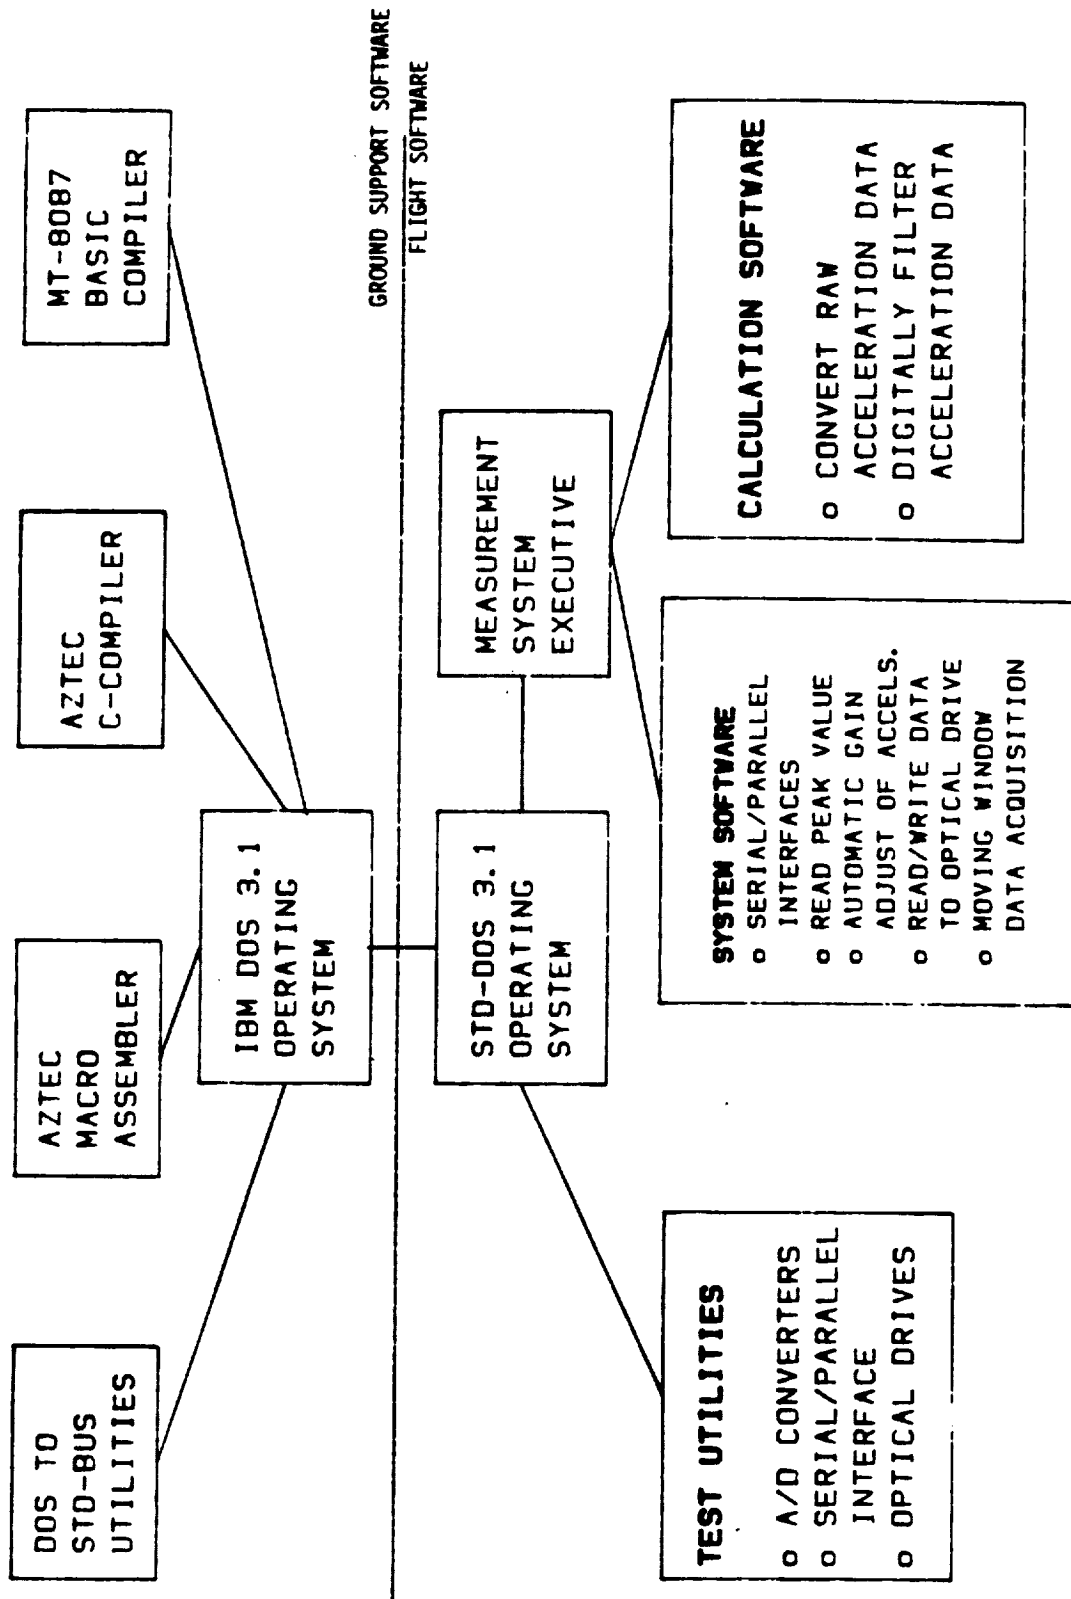 DOS TO
STD-BUS
UTILITIES
AZTEC
MACRO
ASSEMBLER
AZTEC
C-COMPILER
MT-8087
BASIC
COMPILER
IBM DOS 3.1
OPERATING
SYSTEM
GROUND SUPPORT SOFTWARE
FLIGHT SOFTWARE
STD-DOS 3.1
OPERATING
SYSTEM
MEASUREMENT
SYSTEM
EXECUTIVE
TEST UTILITIES
o A/D CONVERTERS
o SERIAL/PARALLEL
INTERFACE
o OPTICAL DRIVES
SYSTEM SOFTWARE
o SERIAL/PARALLEL
INTERFACES
o READ PEAK VALUE
o AUTOMATIC GAIN
ADJUST OF ACCELS.
o READ/WRITE DATA
TO OPTICAL DRIVE
o MOVING WINDOW
DATA ACQUISITION
CALCULATION SOFTWARE
o CONVERT RAW
ACCELERATION DATA
o DIGITALLY FILTER
ACCELERATION DATA